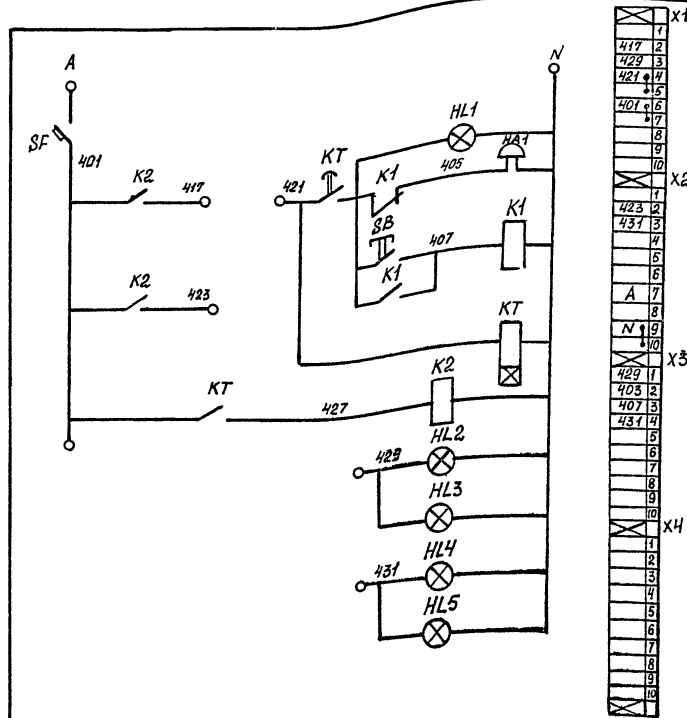 A
N
SF
401
K2
417
421
KT
HL1
HA1
K1
405
SB
407
K1
K1
K2
423
KT
KT
427
K2
429
HL2
HL3
431
HL4
HL5
X1
1
417 2
429 3
421 4
5
401 6
7
8
9
10
X2
1
423 2
431 3
4
5
6
A 7
8
N 9
10
X3
429 1
403 2
407 3
431 4
5
6
7
8
9
10
X4
1
2
3
4
5
6
7
8
9
10